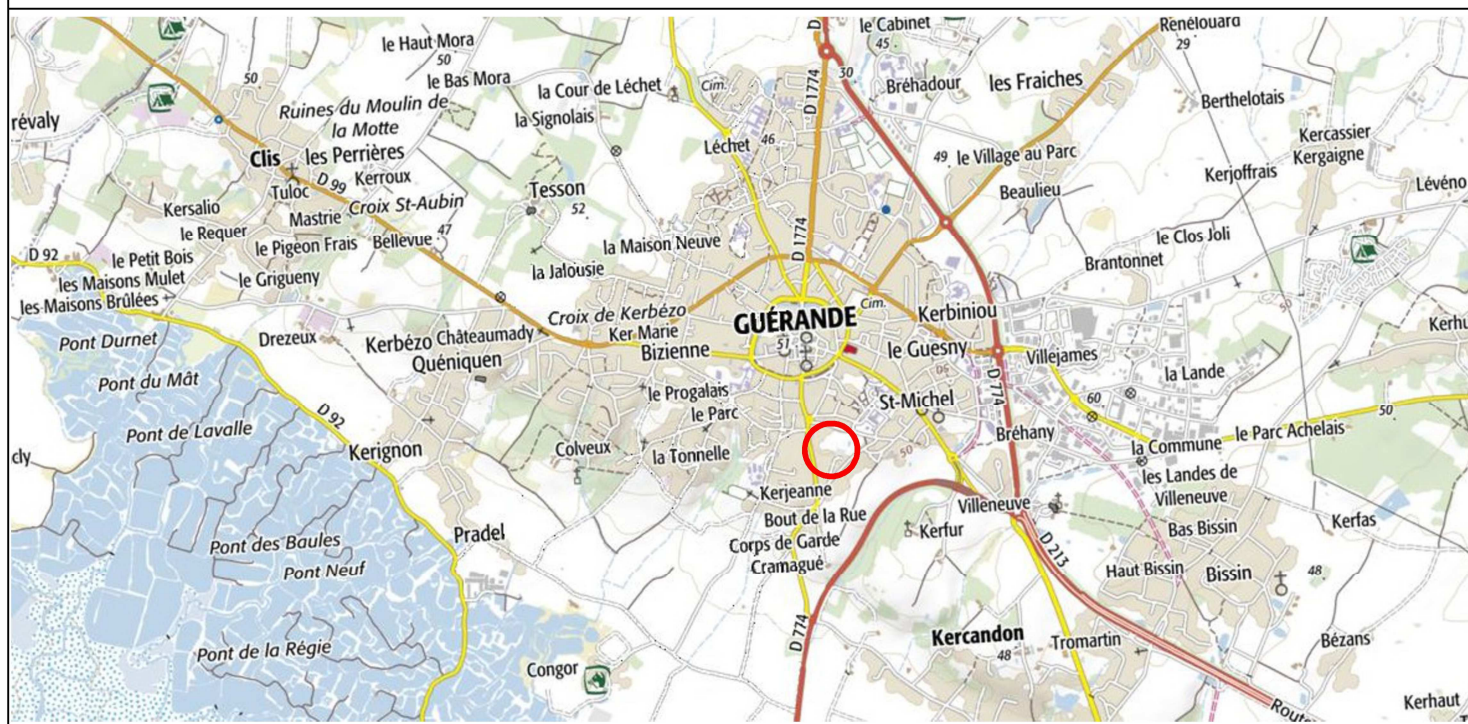 le Cabinet
45
Renélouard
29
le Haut Mora
50
le Bas Mora
50
la Cour de Léchet
Cim.
D 1774
30
Bréhadour
les Fraiches
Berthelotais
Ruines du Moulin de
la Motte
la Signolais
Léchet
46
49
le Village au Parc
Kercassier
Kergaigne
Clis
les Perrières
Kerroux
D 99
Tuloc
Tesson
52
Beaulieu
Kerjoffrais
Lévéno
Kersalio
Mastrie
Croix St-Aubin
le Requer
le Pigeon Frais
Bellevue
47
la Maison Neuve
D 1774
le Clos Joli
D 92
le Petit Bois
les Maisons Mulet
le Grigueny
la Jalousie
Brantonnet
les Maisons Brûlées
Croix de Kerbézo
Cim.
50
GUÉRANDE
51
Kerbiniou
Pont Durnet
Drezeux
Kerbézo
Châteaumady
Ker Marie
Bizienne
Quéniquen
le Guesny
Villejames
D 774
la Lande
Pont du Mât
le Progalais
le Parc
St-Michel
60
50
D 92
Pont de Lavalle
Kerignon
Colveux
la Tonnelle
50
Bréhany
la Commune
le Parc Achelais
les Landes de
Villeneuve
Kerjeanne
Villeneuve
Bout de la Rue
Kerfur
Bas Bissin
Kerfas
Pradel
Pont des Baules
Corps de Garde
Cramagué
D 213
Pont Neuf
Haut Bissin
Bissin
48
D 774
Kercandon
48
Tromartin
Bézans
Pont de la Régie
Congor
Kerhaut